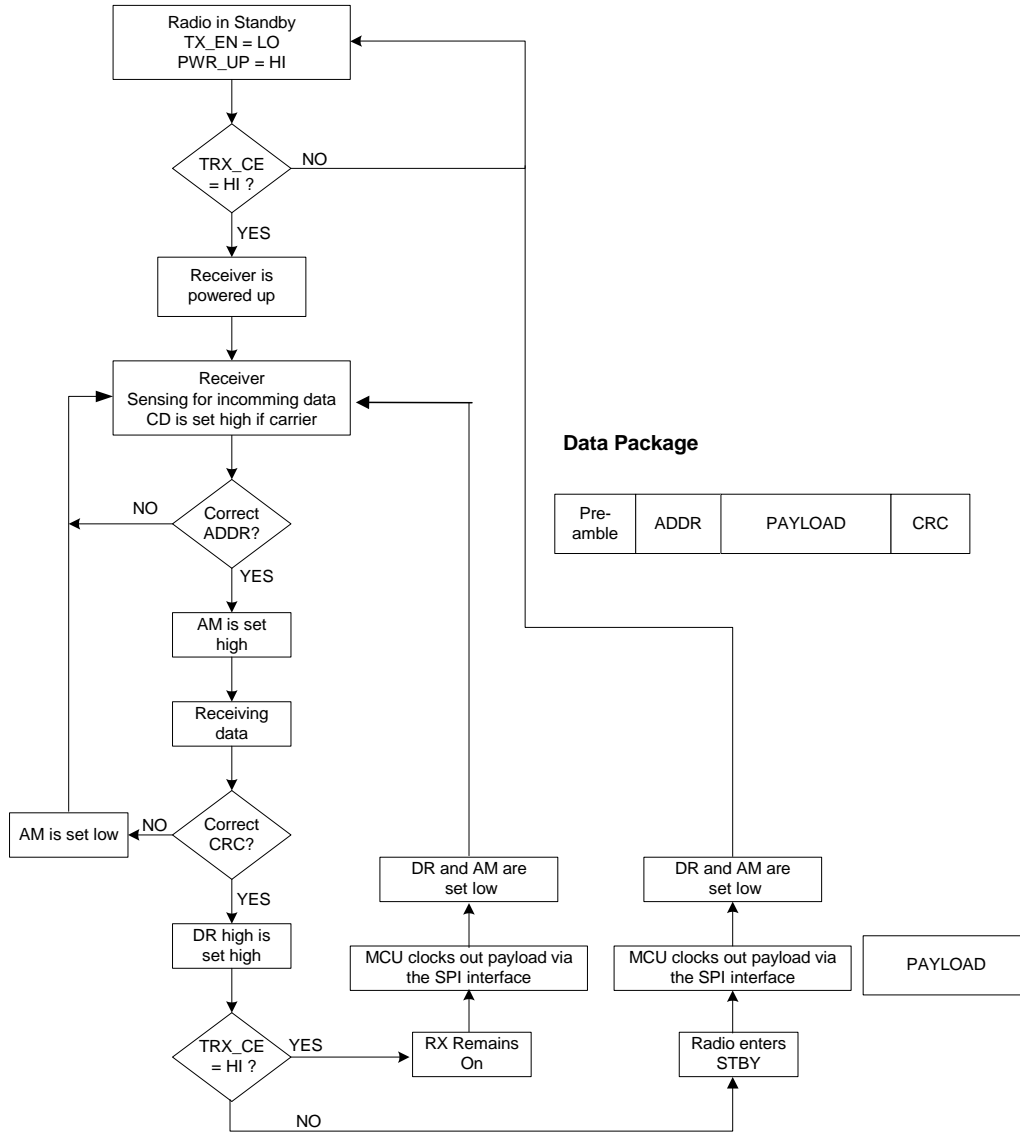 Radio in Standby
TX_EN = LO
PWR_UP = HI
TRX_CE
= HI ?
NO
YES
Receiver is
powered up
Receiver
Sensing for incomming data
CD is set high if carrier
Data Package
Pre-
amble
ADDR
PAYLOAD
CRC
NO
Correct
ADDR?
YES
AM is set
high
Receiving
data
AM is set low
NO
Correct
CRC?
YES
DR and AM are
set low
DR and AM are
set low
DR high is
set high
MCU clocks out payload via
the SPI interface
MCU clocks out payload via
the SPI interface
PAYLOAD
TRX_CE
= HI ?
YES
RX Remains
On
Radio enters
STBY
NO